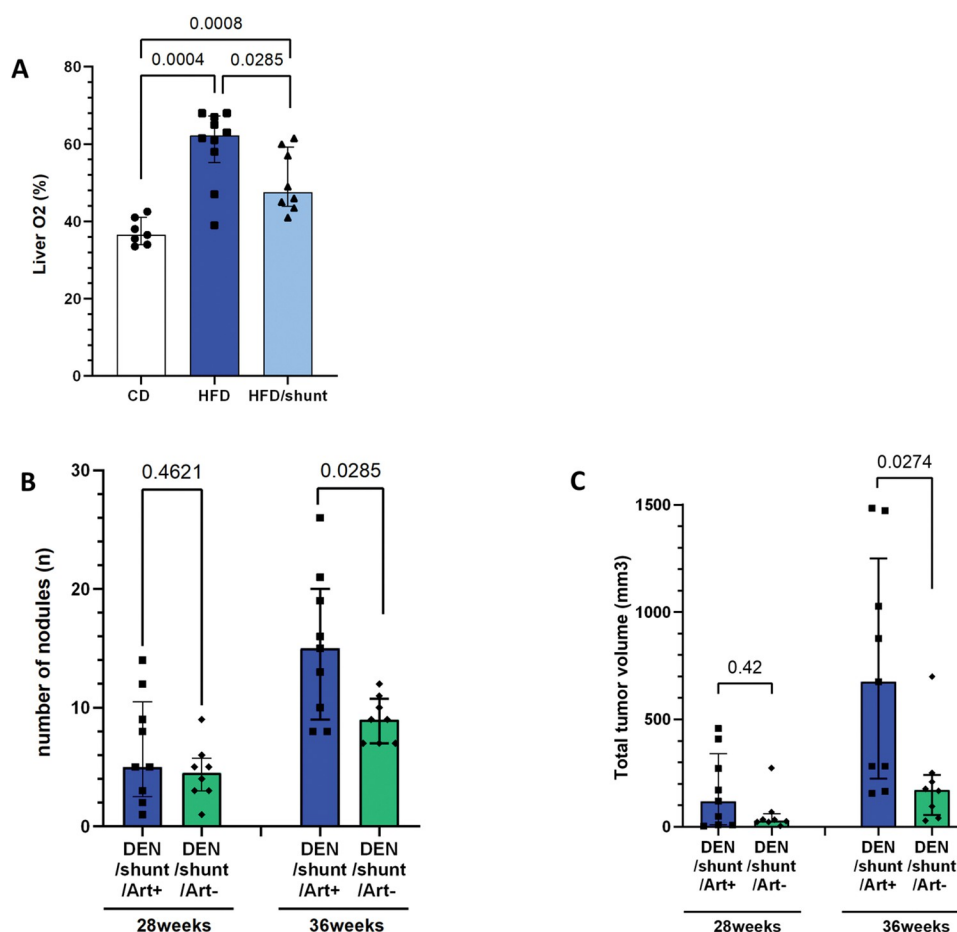 A
0.0008
0.0004
0.0285
80
60
40
20
0
Liver O2 (%)
CD
HFD
HFD/shunt
B
0.4621
0.0285
30
20
10
0
number of nodules (n)
DEN
/shunt
/Art+
DEN
/shunt
/Art-
DEN
/shunt
/Art+
DEN
/shunt
/Art-
28weeks
36weeks
C
0.0274
0.42
1500
1000
500
0
Total tumor volume (mm3)
DEN
/shunt
/Art+
DEN
/shunt
/Art-
DEN
/shunt
/Art+
DEN
/shunt
/Art-
28weeks
36weeks